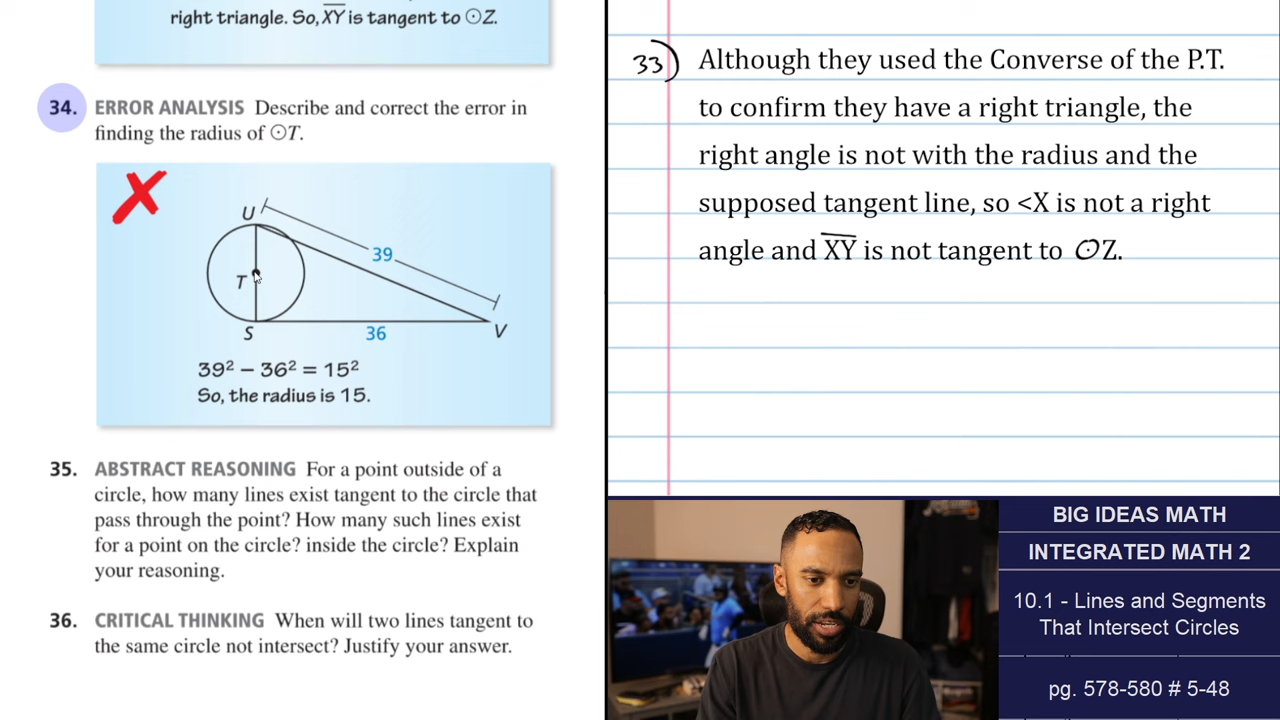 right triangle. So, XY is tangent to ⊙Z.
34. ERROR ANALYSIS Describe and correct the error in
finding the radius of ⊙T.
U
39
T
S
36
V
39² − 36² = 15²
So, the radius is 15.
35. ABSTRACT REASONING For a point outside of a
circle, how many lines exist tangent to the circle that
pass through the point? How many such lines exist
for a point on the circle? inside the circle? Explain
your reasoning.
36. CRITICAL THINKING When will two lines tangent to
the same circle not intersect? Justify your answer.
33) Although they used the Converse of the P.T.
to confirm they have a right triangle, the
right angle is not with the radius and the
supposed tangent line, so <X is not a right
angle and XY is not tangent to ⊙Z.
BIG IDEAS MATH
INTEGRATED MATH 2
10.1 - Lines and Segments
That Intersect Circles
pg. 578-580 # 5-48